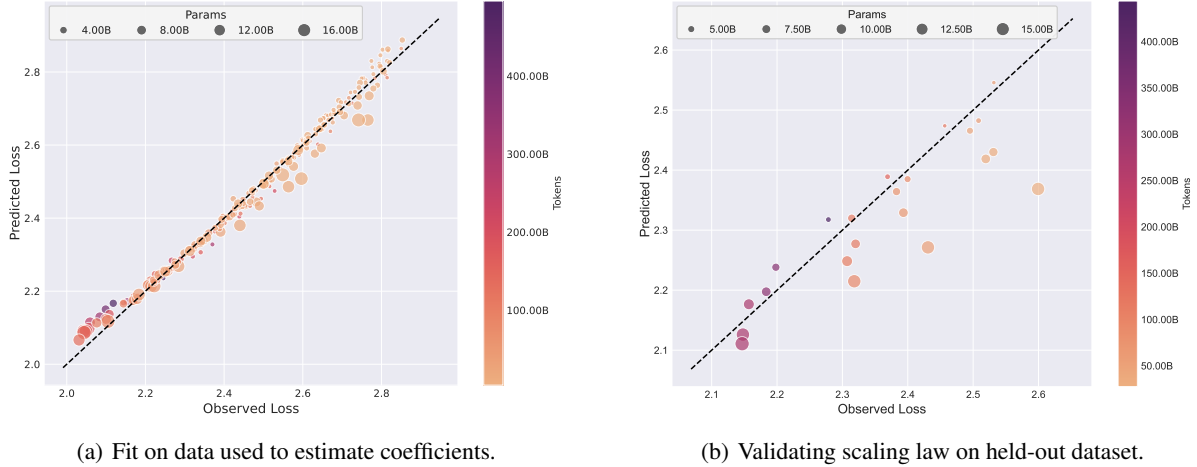 Params
4.00B 8.00B 12.00B 16.00B
2.8
2.6
2.4
2.2
2.0
Predicted Loss
2.0 2.2 2.4 2.6 2.8
Observed Loss
400.00B
300.00B
200.00B
100.00B
Tokens
(a) Fit on data used to estimate coefficients.
Params
5.00B 7.50B 10.00B 12.50B 15.00B
2.6
2.5
2.4
2.3
2.2
2.1
Predicted Loss
2.1 2.2 2.3 2.4 2.5 2.6
Observed Loss
400.00B
350.00B
300.00B
250.00B
200.00B
150.00B
100.00B
50.00B
Tokens
(b) Validating scaling law on held-out dataset.